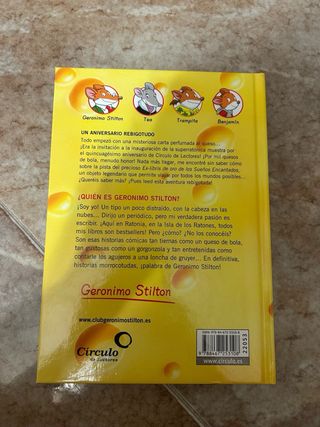 Geronimo Stilton
Tea
Trampita
Benjamín
UN ANIVERSARIO REBIGOTUDO
Todo empezó con una misteriosa carta perfumada al queso...
¡Era la invitación a la inauguración de la superratónica muestra por
el quincuagésimo aniversario de Círculo de Lectores! ¡Por mil quesos
de bola, menudo honor! Nada más llegar, me encontré sin saber cómo
sobre la pista del precioso Ex-libris de oro de los Sueños Encantados,
un objeto legendario que permite viajar por todos los mundos posibles...
¿Queréis saber más? ¡Pues leed esta aventura rebigotuda!
¿QUIÉN ES GERONIMO STILTON?
¡Soy yo! Un tipo un poco distraído, con la cabeza en las
nubes... Dirijo un periódico, pero mi verdadera pasión es
escribir. ¡Aquí en Ratonia, en la Isla de los Ratones, todos
mis libros son bestsellers! Pero ¿cómo? ¿No los conocéis?
Son esas historias cómicas tan tiernas como un queso de bola,
tan gustosas como un gorgonzola y tan entretenidas como
contarle los agujeros a una loncha de gruyer... En definitiva,
historias morrocotudas, ¡palabra de Geronimo Stilton!
Geronimo Stilton
www.clubgeronimostilton.es
Círculo
de Lectores
www.circulo.es
22053